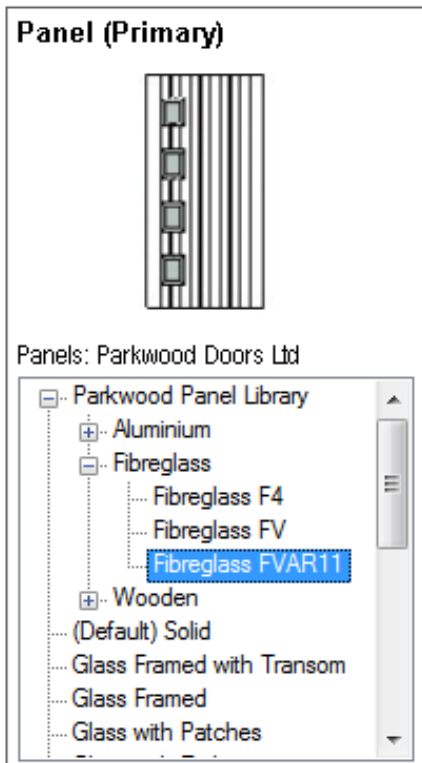 Panel (Primary)
Panels: Parkwood Doors Ltd
Parkwood Panel Library
Aluminium
Fibreglass
Fibreglass F4
Fibreglass FV
Fibreglass FVAR11
Wooden
(Default) Solid
Glass Framed with Transom
Glass Framed
Glass with Patches